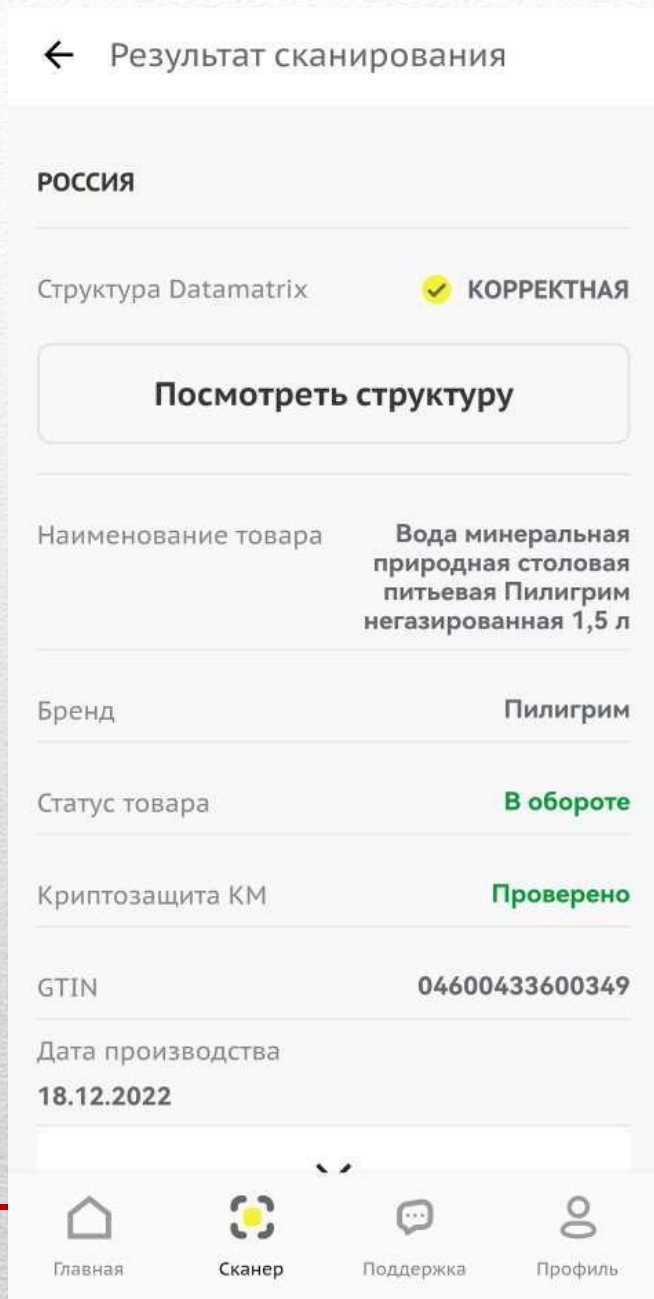 Результат сканирования
РОССИЯ
Структура Datamatrix КОРРЕКТНАЯ
Посмотреть структуру
Наименование товара Вода минеральная
природная столовая
питьевая Пилигрим
негазированная 1,5 л
Бренд Пилигрим
Статус товара В обороте
Криптозащита КМ Проверено
GTIN 04600433600349
Дата производства
18.12.2022
Главная Сканер Поддержка Профиль